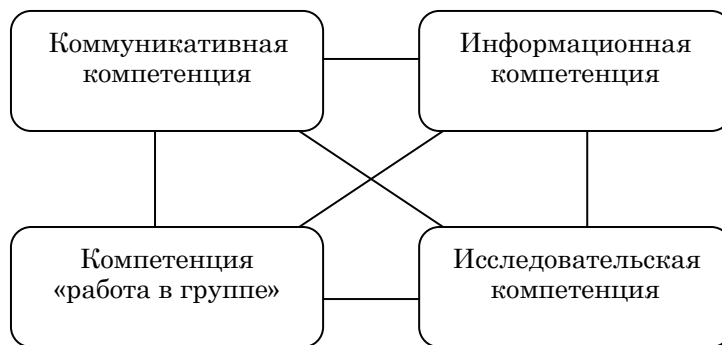 Коммуникативная
компетенция
Информационная
компетенция
Компетенция
«работа в группе»
Исследовательская
компетенция